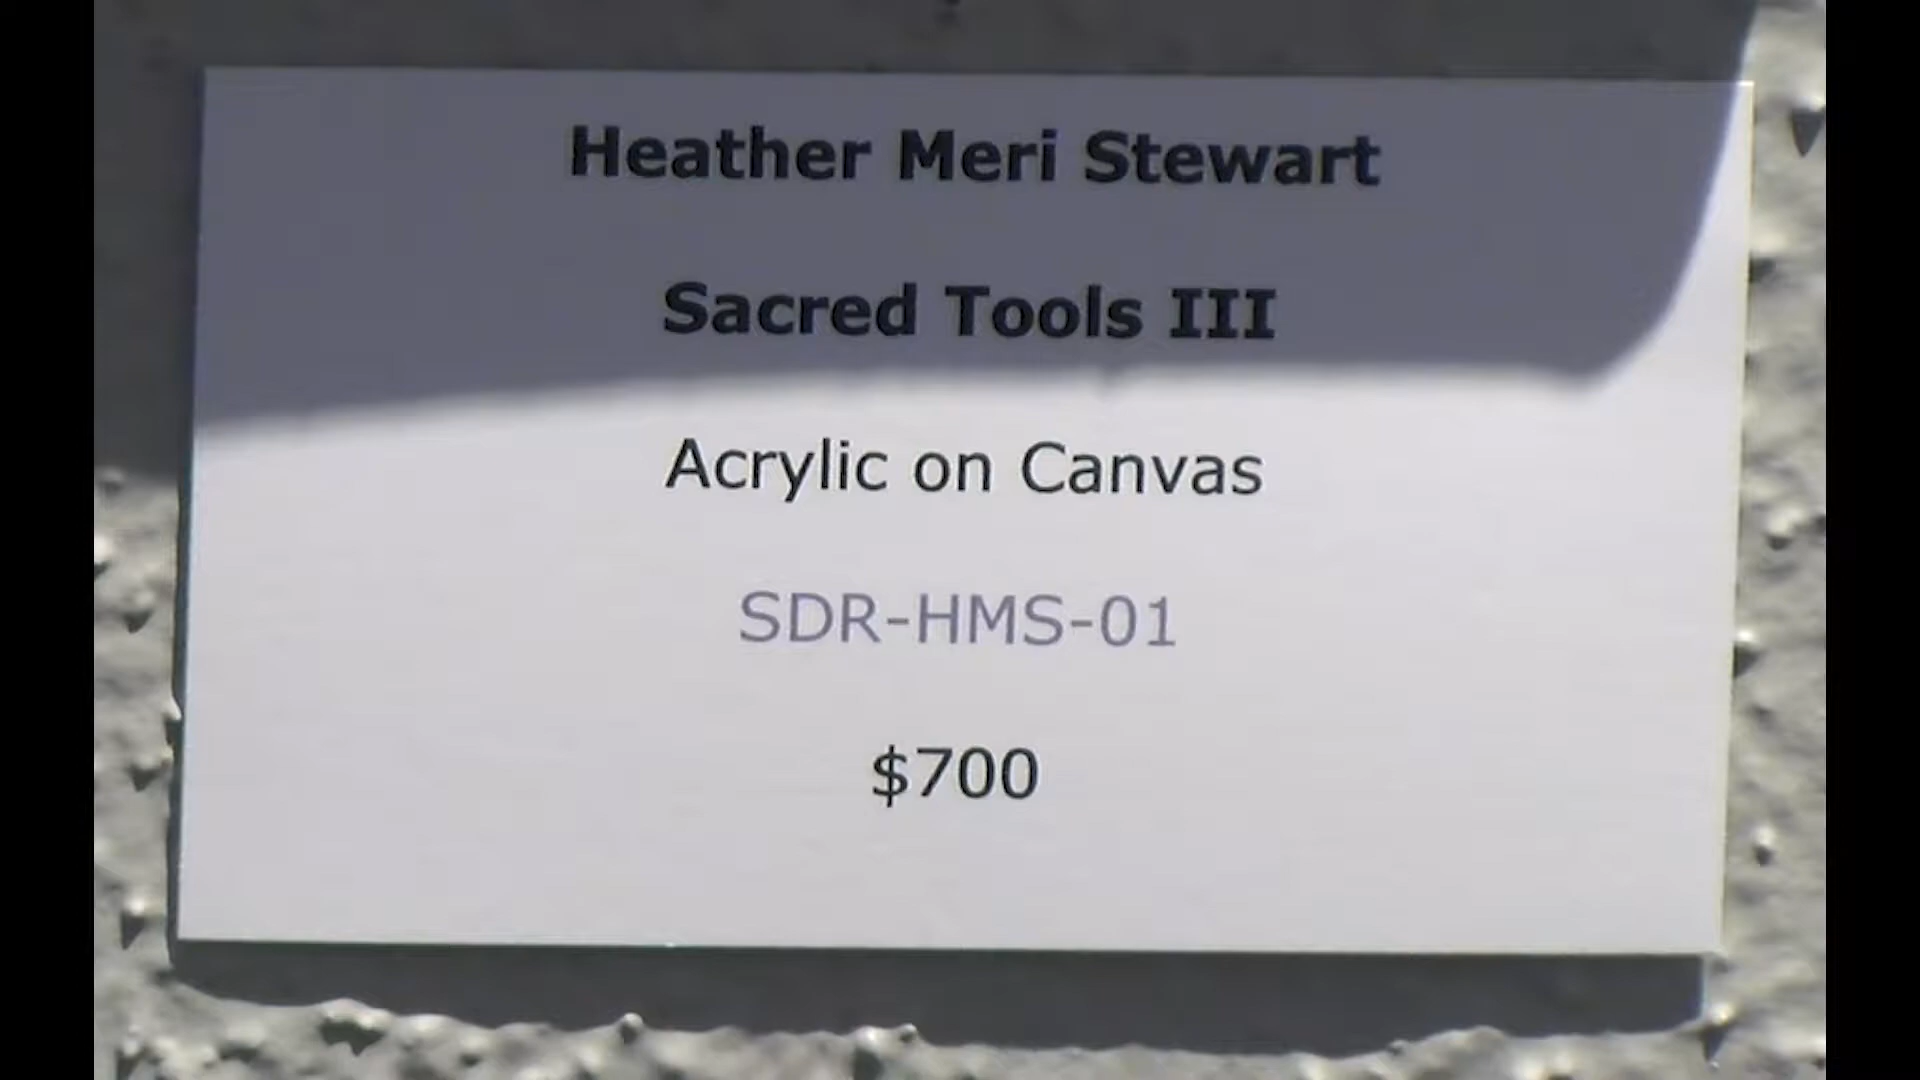 Heather Meri Stewart
Sacred Tools III
Acrylic on Canvas
SDR-HMS-01
$700